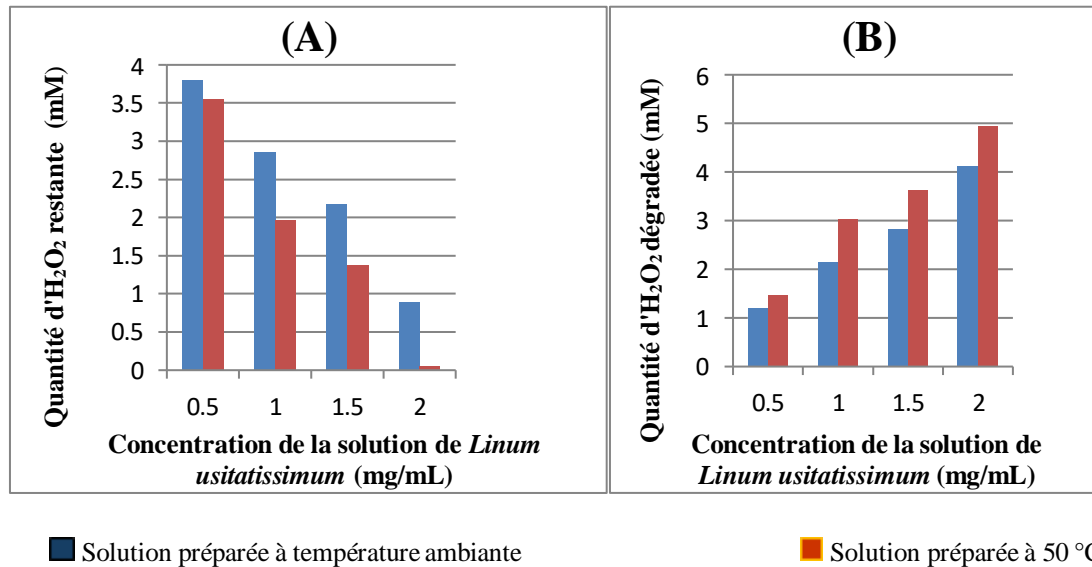 (A)
Quantité d'H₂O₂ restante (mM)
4
3.5
3
2.5
2
1.5
1
0.5
0
0.5 1 1.5 2
Concentration de la solution de Linum
usitatissimum (mg/mL)
(B)
Quantité d'H₂O₂ dégradée (mM)
6
5
4
3
2
1
0
0.5 1 1.5 2
Concentration de la solution de
Linum usitatissimum (mg/mL)
Solution préparée à température ambiante
Solution préparée à 50 °C